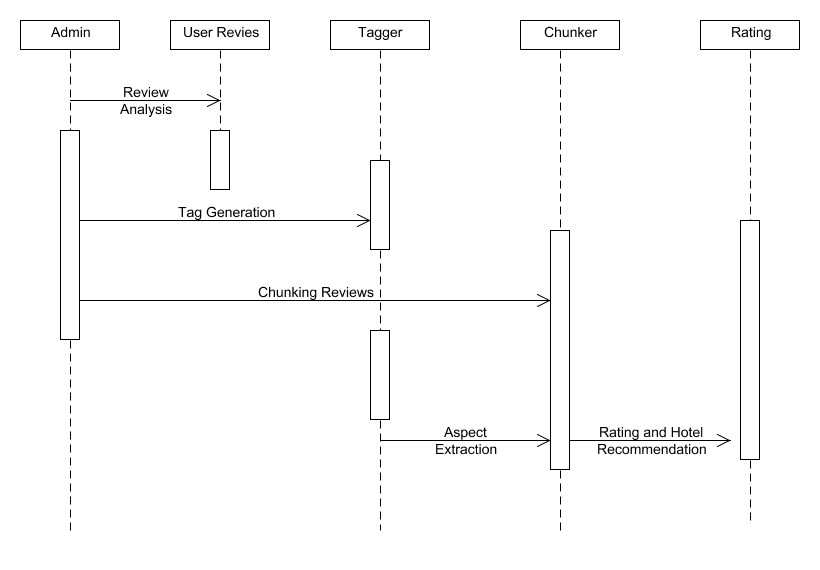 Admin
User Revies
Tagger
Chunker
Rating
Review
Analysis
Tag Generation
Chunking Reviews
Aspect
Extraction
Rating and Hotel
Recommendation